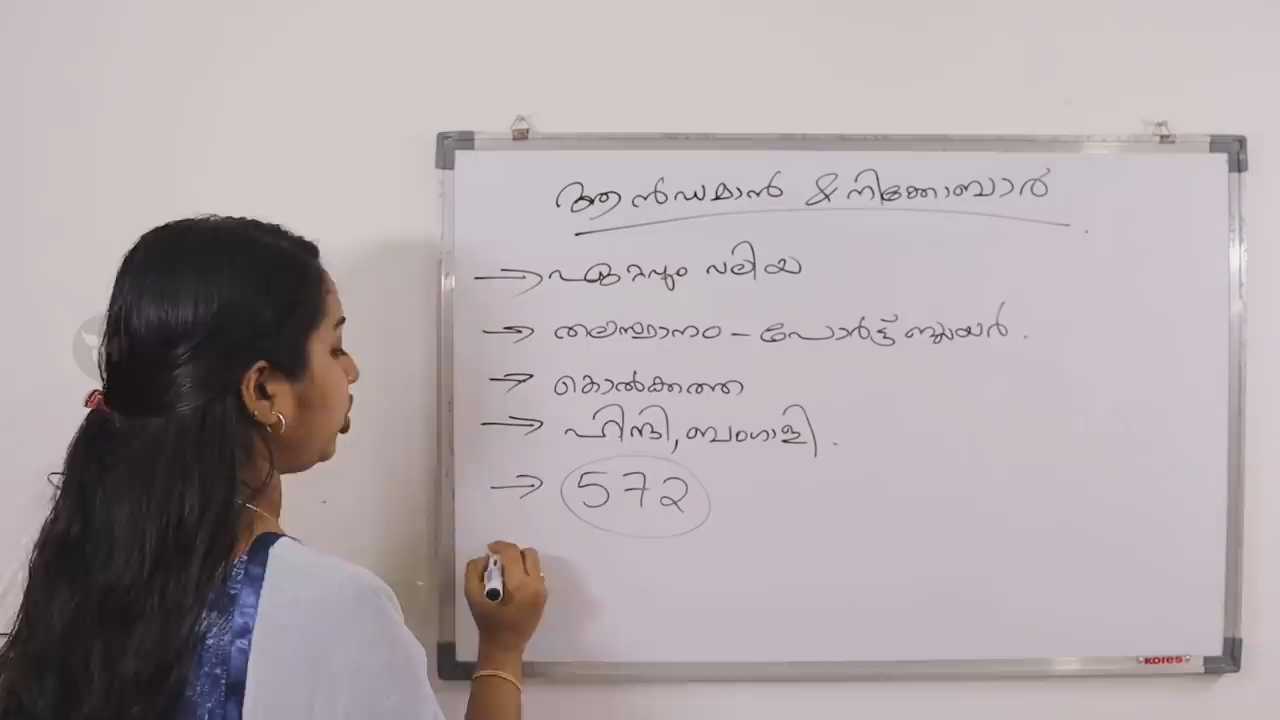 ആൻഡമാൻ & നിക്കോബാർ
→ ഏറ്റവും വലിയ
→ തലസ്ഥാനം – പോർട്ട് ബ്ലയർ.
→ കൊൽക്കത്ത
→ ഹിന്ദി, ബംഗാളി.
→ 572
kores